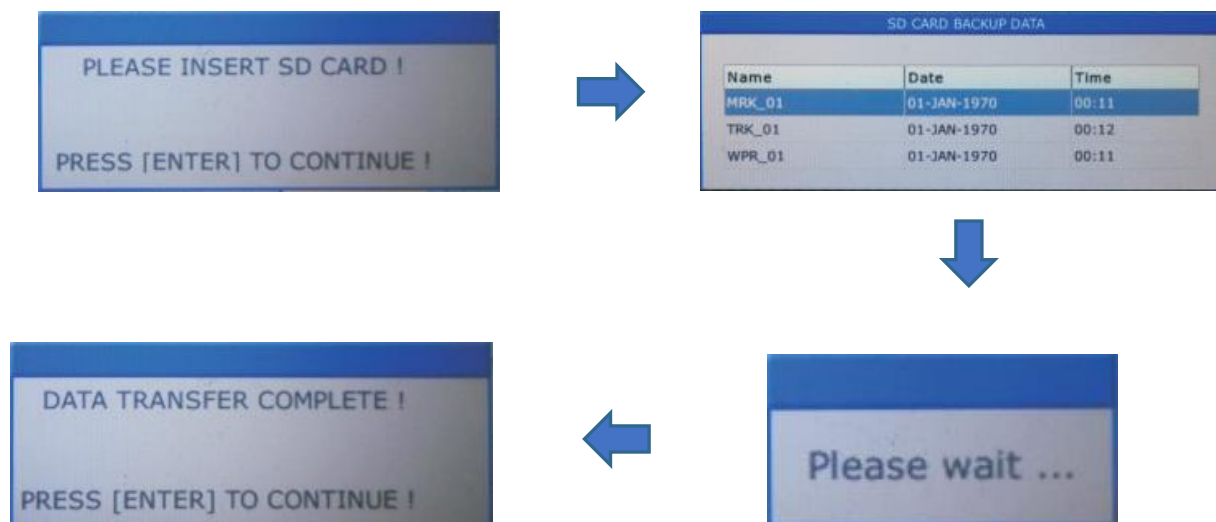 PLEASE INSERT SD CARD !
PRESS [ENTER] TO CONTINUE !
SD CARD BACKUP DATA
Name Date Time
MRK_01 01-JAN-1970 00:11
TRK_01 01-JAN-1970 00:12
WPR_01 01-JAN-1970 00:11
Please wait ...
DATA TRANSFER COMPLETE !
PRESS [ENTER] TO CONTINUE !